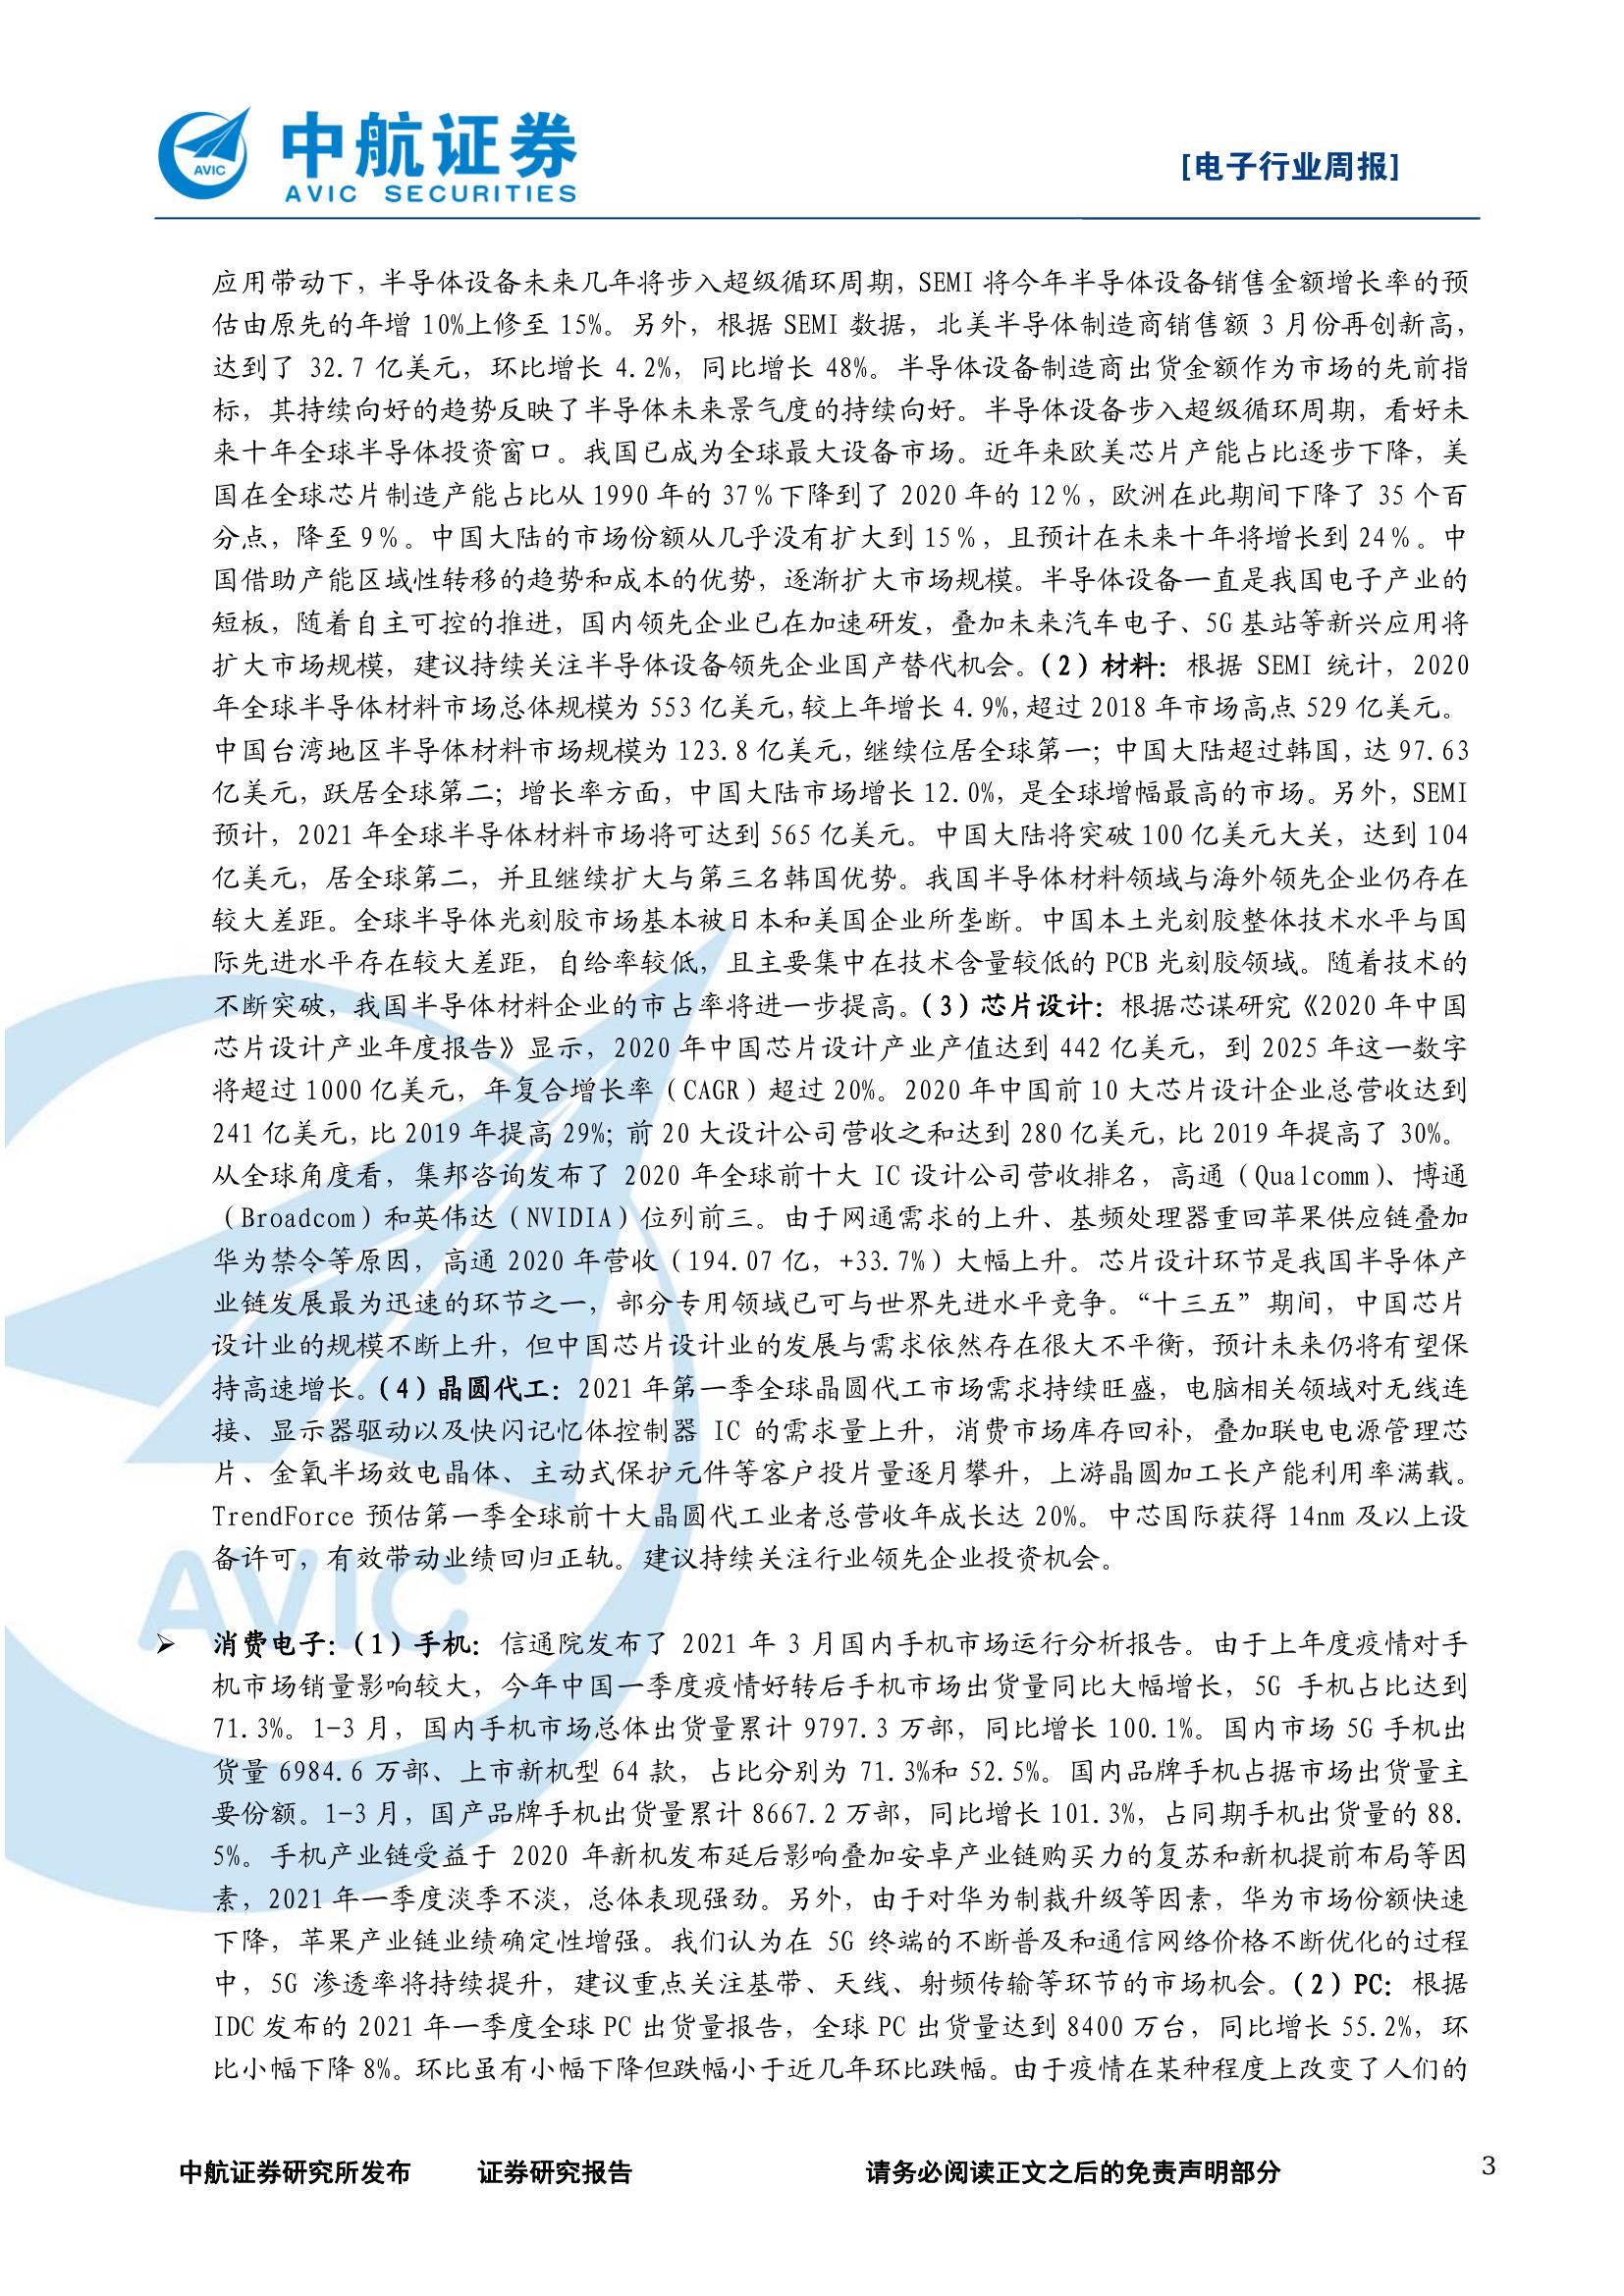 中航证券
AVIC SECURITIES
AVIC
[电子行业周报]
应用带动下，半导体设备未来几年将步入超级循环周期，SEMI 将今年半导体设备销售金额增长率的预
估由原先的年增 10%上修至 15%。另外，根据 SEMI 数据，北美半导体制造商销售额 3 月份再创新高，
达到了 32.7 亿美元，环比增长 4.2%，同比增长 48%。半导体设备制造商出货金额作为市场的先前指
标，其持续向好的趋势反映了半导体未来景气度的持续向好。半导体设备步入超级循环周期，看好未
来十年全球半导体投资窗口。我国已成为全球最大设备市场。近年来欧美芯片产能占比逐步下降，美
国在全球芯片制造产能占比从 1990 年的 37％下降到了 2020 年的 12％，欧洲在此期间下降了 35 个百
分点，降至 9％。中国大陆的市场份额从几乎没有扩大到 15％，且预计在未来十年将增长到 24％。中
国借助产能区域性转移的趋势和成本的优势，逐渐扩大市场规模。半导体设备一直是我国电子产业的
短板，随着自主可控的推进，国内领先企业已在加速研发，叠加未来汽车电子、5G 基站等新兴应用将
扩大市场规模，建议持续关注半导体设备领先企业国产替代机会。（2）材料：根据 SEMI 统计，2020
年全球半导体材料市场总体规模为 553 亿美元，较上年增长 4.9%，超过 2018 年市场高点 529 亿美元。
中国台湾地区半导体材料市场规模为 123.8 亿美元，继续位居全球第一；中国大陆超过韩国，达 97.63
亿美元，跃居全球第二；增长率方面，中国大陆市场增长 12.0%，是全球增幅最高的市场。另外，SEMI
预计，2021 年全球半导体材料市场将可达到 565 亿美元。中国大陆将突破 100 亿美元大关，达到 104
亿美元，居全球第二，并且继续扩大与第三名韩国优势。我国半导体材料领域与海外领先企业仍存在
较大差距。全球半导体光刻胶市场基本被日本和美国企业所垄断。中国本土光刻胶整体技术水平与国
际先进水平存在较大差距，自给率较低，且主要集中在技术含量较低的 PCB 光刻胶领域。随着技术的
不断突破，我国半导体材料企业的市占率将进一步提高。（3）芯片设计：根据芯谋研究《2020 年中国
芯片设计产业年度报告》显示，2020 年中国芯片设计产业产值达到 442 亿美元，到 2025 年这一数字
将超过 1000 亿美元，年复合增长率（CAGR）超过 20%。2020 年中国前 10 大芯片设计企业总营收达到
241 亿美元，比 2019 年提高 29%；前 20 大设计公司营收之和达到 280 亿美元，比 2019 年提高了 30%。
从全球角度看，集邦咨询发布了 2020 年全球前十大 IC 设计公司营收排名，高通（Qualcomm）、博通
（Broadcom）和英伟达（NVIDIA）位列前三。由于网通需求的上升、基频处理器重回苹果供应链叠加
华为禁令等原因，高通 2020 年营收（194.07 亿，+33.7%）大幅上升。芯片设计环节是我国半导体产
业链发展最为迅速的环节之一，部分专用领域已可与世界先进水平竞争。“十三五”期间，中国芯片
设计业的规模不断上升，但中国芯片设计业的发展与需求依然存在很大不平衡，预计未来仍将有望保
持高速增长。（4）晶圆代工：2021 年第一季全球晶圆代工市场需求持续旺盛，电脑相关领域对无线连
接、显示器驱动以及快闪记忆体控制器 IC 的需求量上升，消费市场库存回补，叠加联电电源管理芯
片、金氧半场效电晶体、主动式保护元件等客户投片量逐月攀升，上游晶圆加工长产能利用率满载。
TrendForce 预估第一季全球前十大晶圆代工业者总营收年成长达 20%。中芯国际获得 14nm 及以上设
备许可，有效带动业绩回归正轨。建议持续关注行业领先企业投资机会。
AVIC
➢ 消费电子：（1）手机：信通院发布了 2021 年 3 月国内手机市场运行分析报告。由于上年度疫情对手
机市场销量影响较大，今年中国一季度疫情好转后手机市场出货量同比大幅增长，5G 手机占比达到
71.3%。1-3 月，国内手机市场总体出货量累计 9797.3 万部，同比增长 100.1%。国内市场 5G 手机出
货量 6984.6 万部、上市新机型 64 款，占比分别为 71.3%和 52.5%。国内品牌手机占据市场出货量主
要份额。1-3 月，国产品牌手机出货量累计 8667.2 万部，同比增长 101.3%，占同期手机出货量的 88.
5%。手机产业链受益于 2020 年新机发布延后影响叠加安卓产业链购买力的复苏和新机提前布局等因
素，2021 年一季度淡季不淡，总体表现强劲。另外，由于对华为制裁升级等因素，华为市场份额快速
下降，苹果产业链业绩确定性增强。我们认为在 5G 终端的不断普及和通信网络价格不断优化的过程
中，5G 渗透率将持续提升，建议重点关注基带、天线、射频传输等环节的市场机会。（2）PC：根据
IDC 发布的 2021 年一季度全球 PC 出货量报告，全球 PC 出货量达到 8400 万台，同比增长 55.2%，环
比小幅下降 8%。环比虽有小幅下降但跌幅小于近几年环比跌幅。由于疫情在某种程度上改变了人们的
中航证券研究所发布 证券研究报告 请务必阅读正文之后的免责声明部分 3